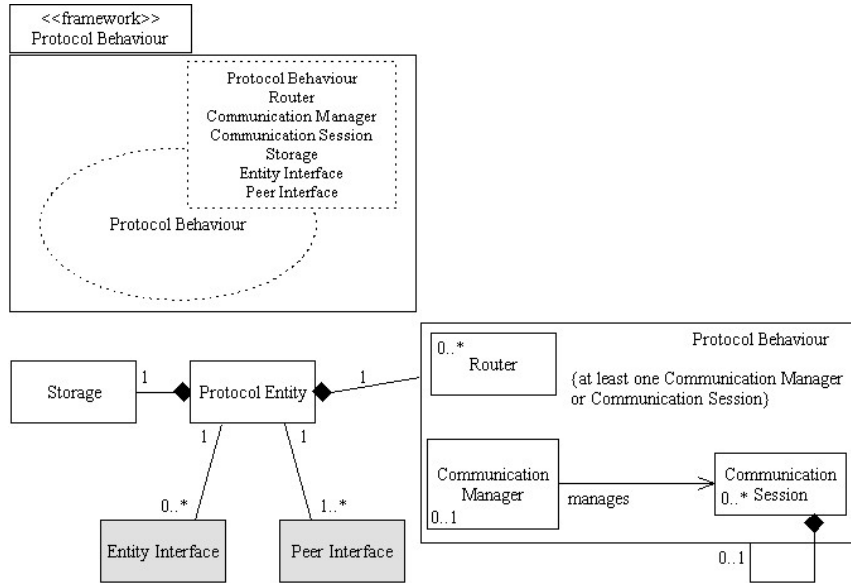 <<framework>>
Protocol Behaviour
Protocol Behaviour
Router
Communication Manager
Communication Session
Storage
Entity Interface
Peer Interface
Protocol Behaviour
Protocol Behaviour
0..*
Router
{at least one Communication Manager
or Communication Session}
Storage
1
Protocol Entity
1
1
1
Communication
Manager
0..1
manages
Communication
Session
0..*
0..*
1..*
Entity Interface
Peer Interface
0..1